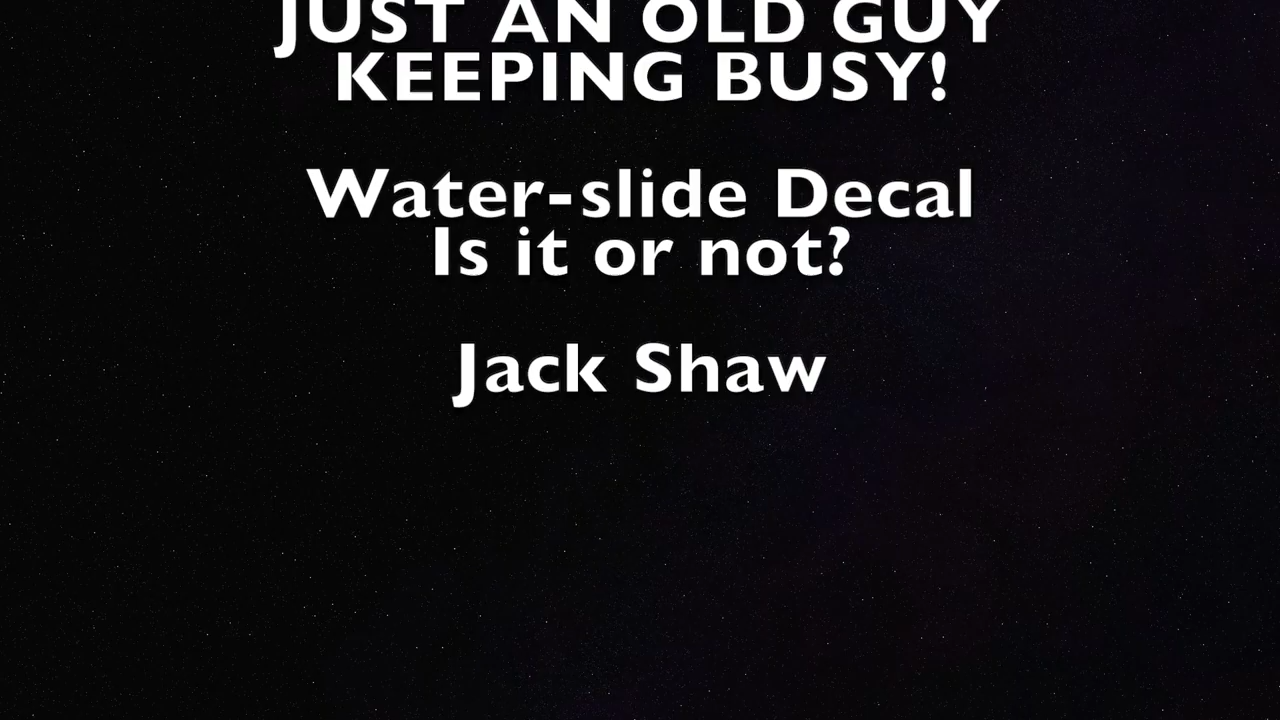 JUST AN OLD GUY
KEEPING BUSY!
Water-slide Decal
Is it or not?
Jack Shaw